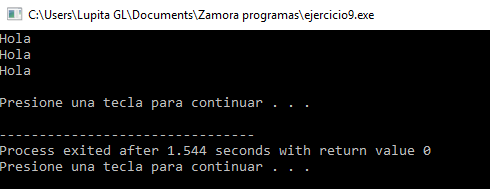 C:\Users\Lupita GL\Documents\Zamora programas\ejercicio9.exe
Hola
Hola
Hola
Presione una tecla para continuar . . .
--------------------------------
Process exited after 1.544 seconds with return value 0
Presione una tecla para continuar . . .